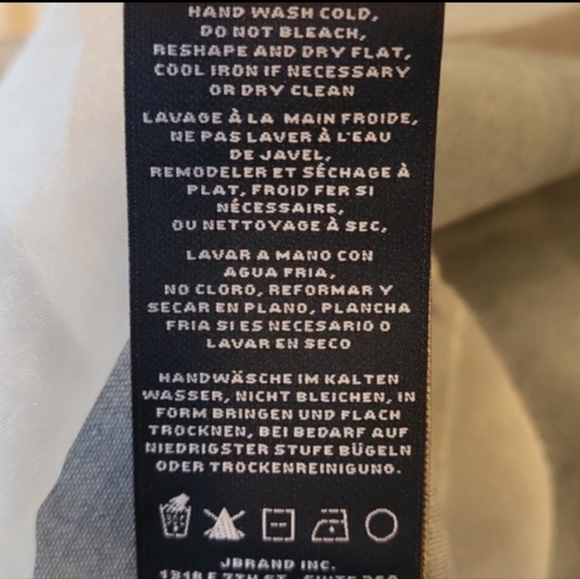 HAND WASH COLD,
DO NOT BLEACH,
RESHAPE AND DRY FLAT,
COOL IRON IF NECESSARY
OR DRY CLEAN
LAVAGE À LA MAIN FROIDE,
NE PAS LAVER À L'EAU
DE JAVEL,
REMODELER ET SÉCHAGE À
PLAT, FROID FER SI
NÉCESSAIRE,
OU NETTOYAGE À SEC,
LAVAR A MANO CON
AGUA FRIA,
NO CLORO, REFORMAR Y
SECAR EN PLANO, PLANCHA
FRIA SI ES NECESARIO O
LAVAR EN SECO
HANDWÄSCHE IM KALTEN
WASSER, NICHT BLEICHEN, IN
FORM BRINGEN UND FLACH
TROCKNEN, BEI BEDARF AUF
NIEDRIGSTER STUFE BÜGELN
ODER TROCKENREINIGUNG.
JBRAND INC.